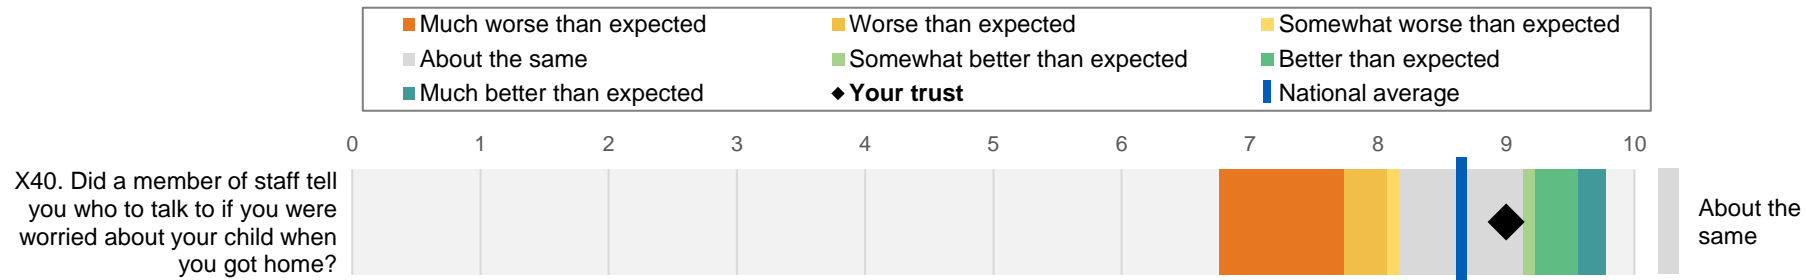 Much worse than expected
Worse than expected
Somewhat worse than expected
About the same
Somewhat better than expected
Better than expected
Much better than expected
Your trust
National average
0 1 2 3 4 5 6 7 8 9 10
X40. Did a member of staff tell
you who to talk to if you were
worried about your child when
you got home?
About the
same